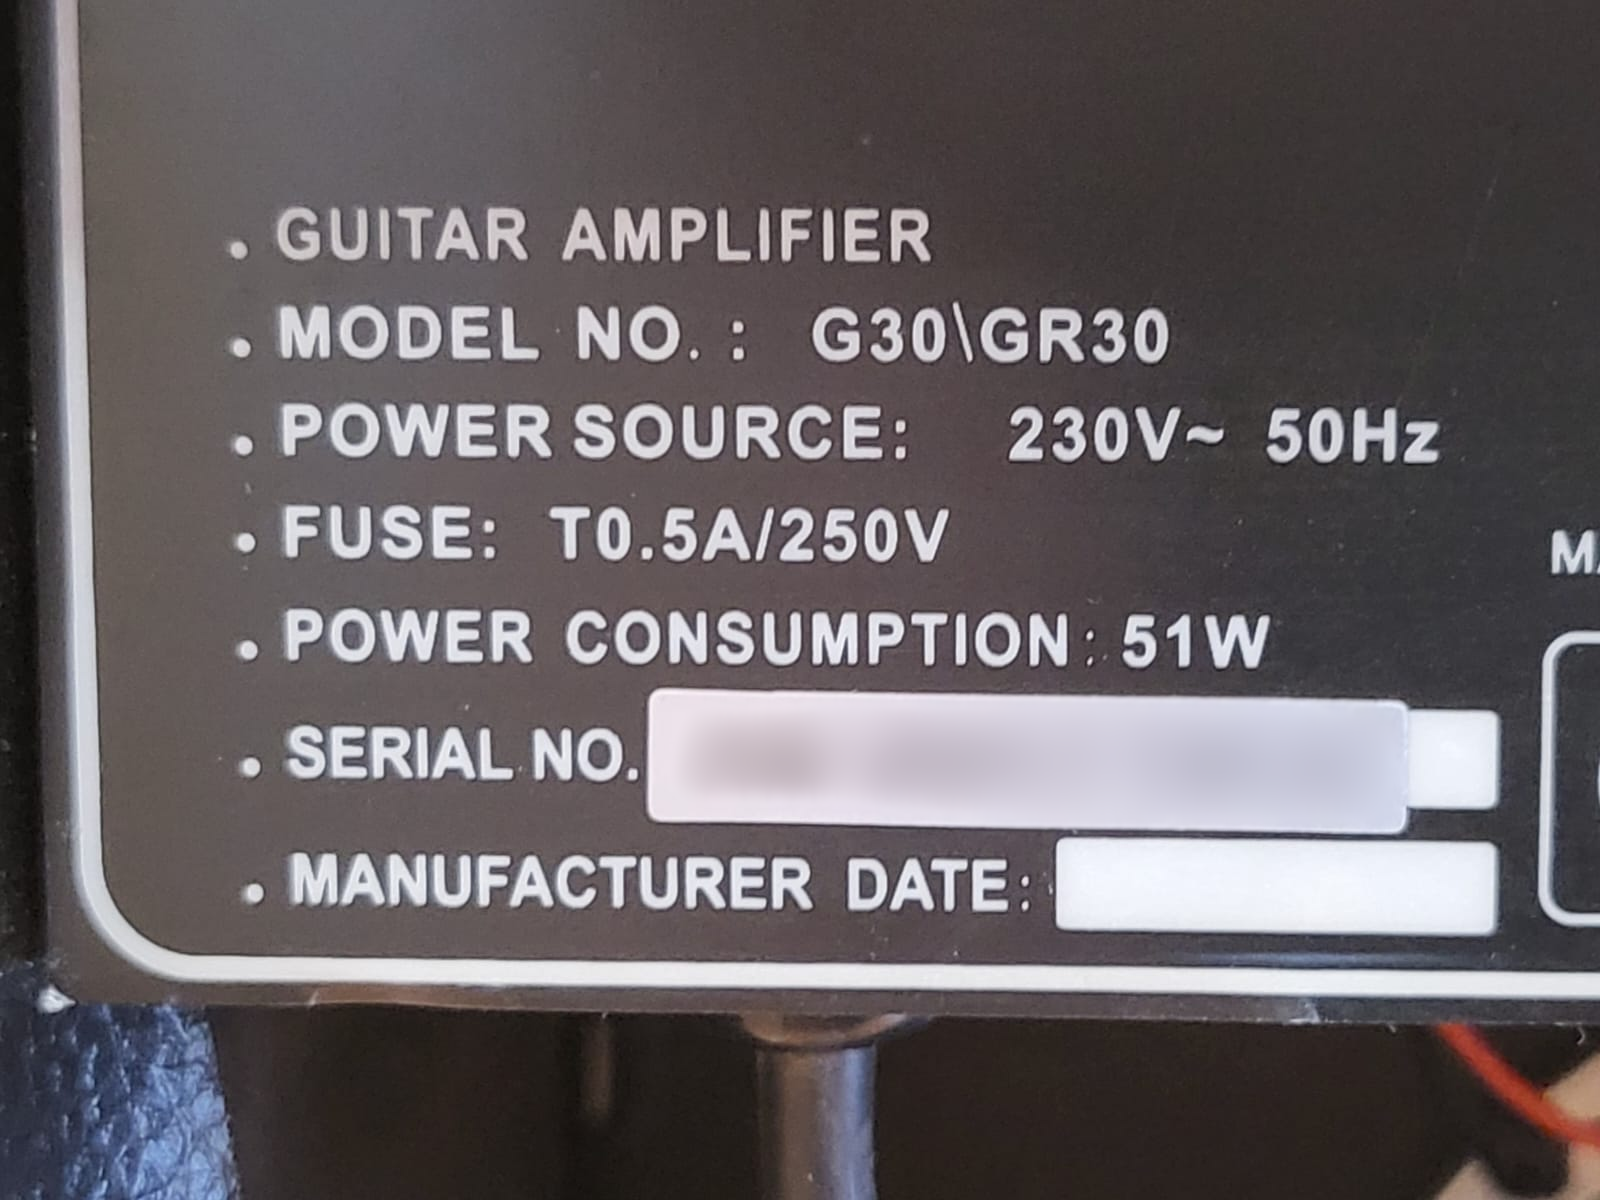 . GUITAR AMPLIFIER
. MODEL NO. : G30\GR30
. POWER SOURCE: 230V~ 50Hz
. FUSE: T0.5A/250V
. POWER CONSUMPTION: 51W
. SERIAL NO.
. MANUFACTURER DATE: